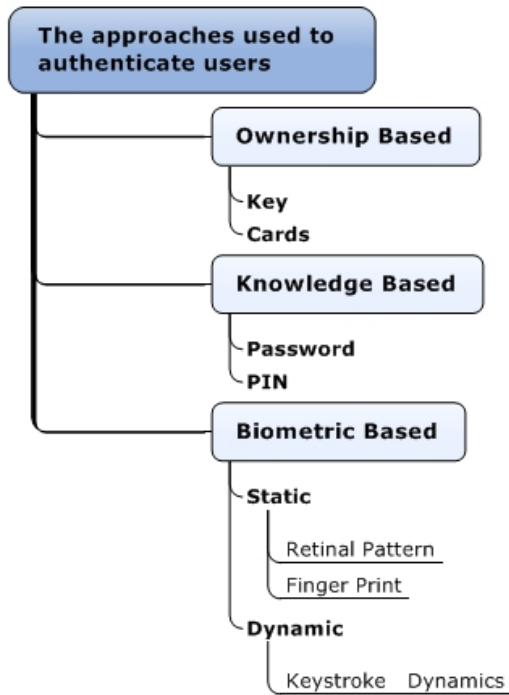 The approaches used to
authenticate users
Ownership Based
Key
Cards
Knowledge Based
Password
PIN
Biometric Based
Static
Retinal Pattern
Finger Print
Dynamic
Keystroke Dynamics